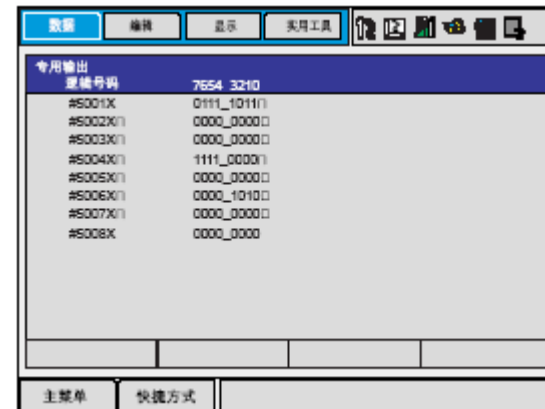 数据 编辑 显示 实用工具
专用输出
逻辑号码 7654 3210
#5001X 0111_1011
#5002X 0000_0000
#5003X 0000_0000
#5004X 1111_0000
#5005X 0000_0000
#5006X 0000_1010
#5007X 0000_0000
#5008X 0000_0000
主菜单 快捷方式